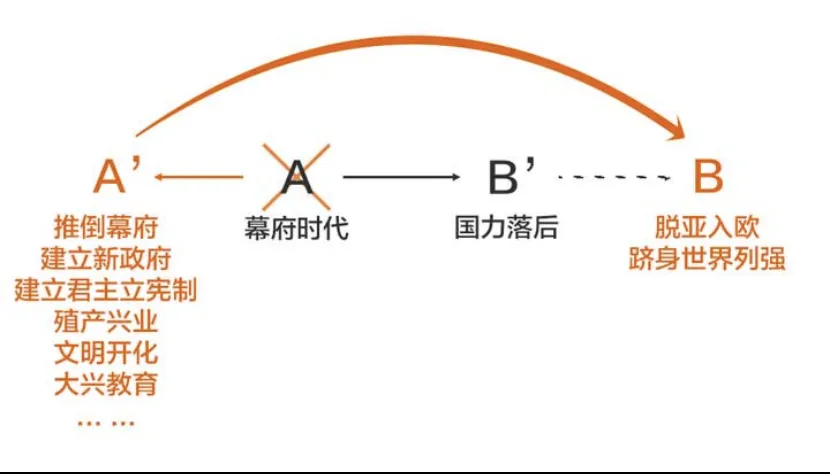 A’
A
B’
B
推倒幕府
建立新政府
建立君主立宪制
殖产兴业
文明开化
大兴教育
... ...
幕府时代
国力落后
脱亚入欧
跻身世界列强